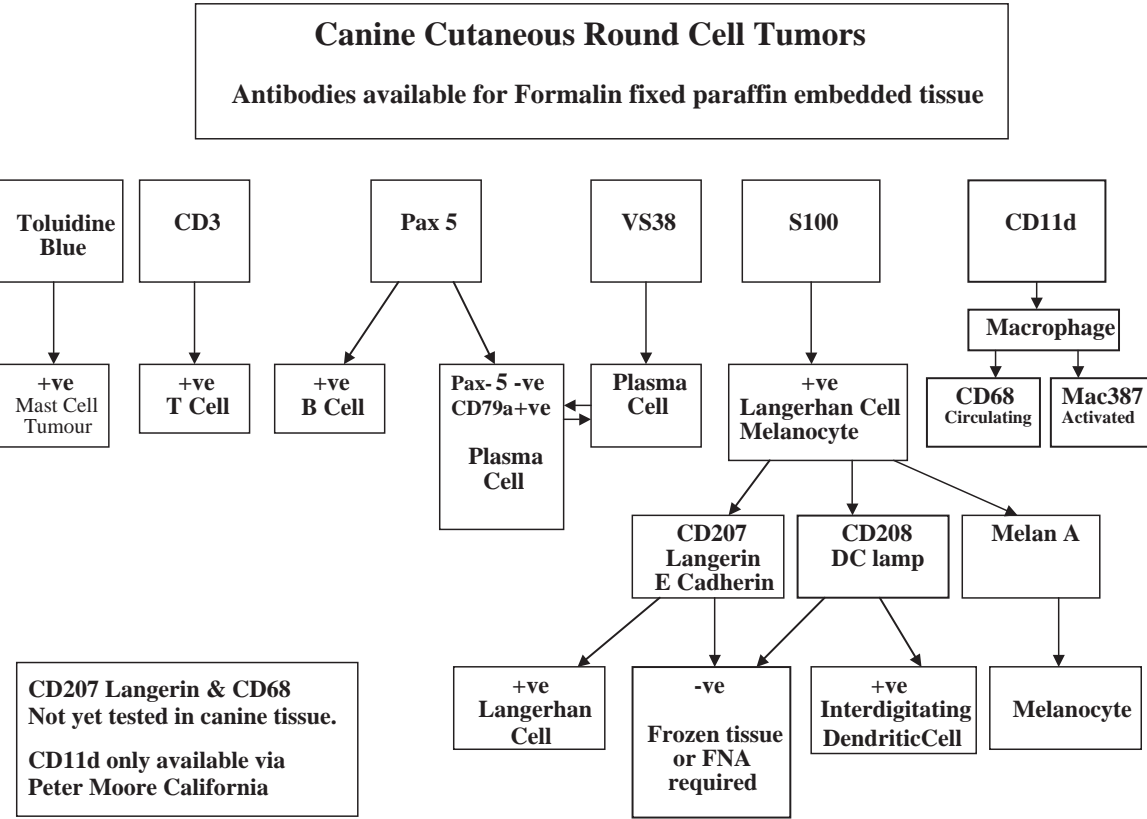 Canine Cutaneous Round Cell Tumors
Antibodies available for Formalin fixed paraffin embedded tissue
Toluidine
Blue
CD3
Pax 5
VS38
S100
CD11d
Macrophage
+ve
Mast Cell
Tumour
+ve
T Cell
+ve
B Cell
Pax- 5 -ve
CD79a+ve
Plasma
Cell
Plasma
Cell
+ve
Langerhan Cell
Melanocyte
CD68
Circulating
Mac387
Activated
CD207
Langerin
E Cadherin
CD208
DC lamp
Melan A
+ve
Langerhan
Cell
-ve
Frozen tissue
or FNA
required
+ve
Interdigitating
DendriticCell
Melanocyte
CD207 Langerin & CD68
Not yet tested in canine tissue.
CD11d only available via
Peter Moore California